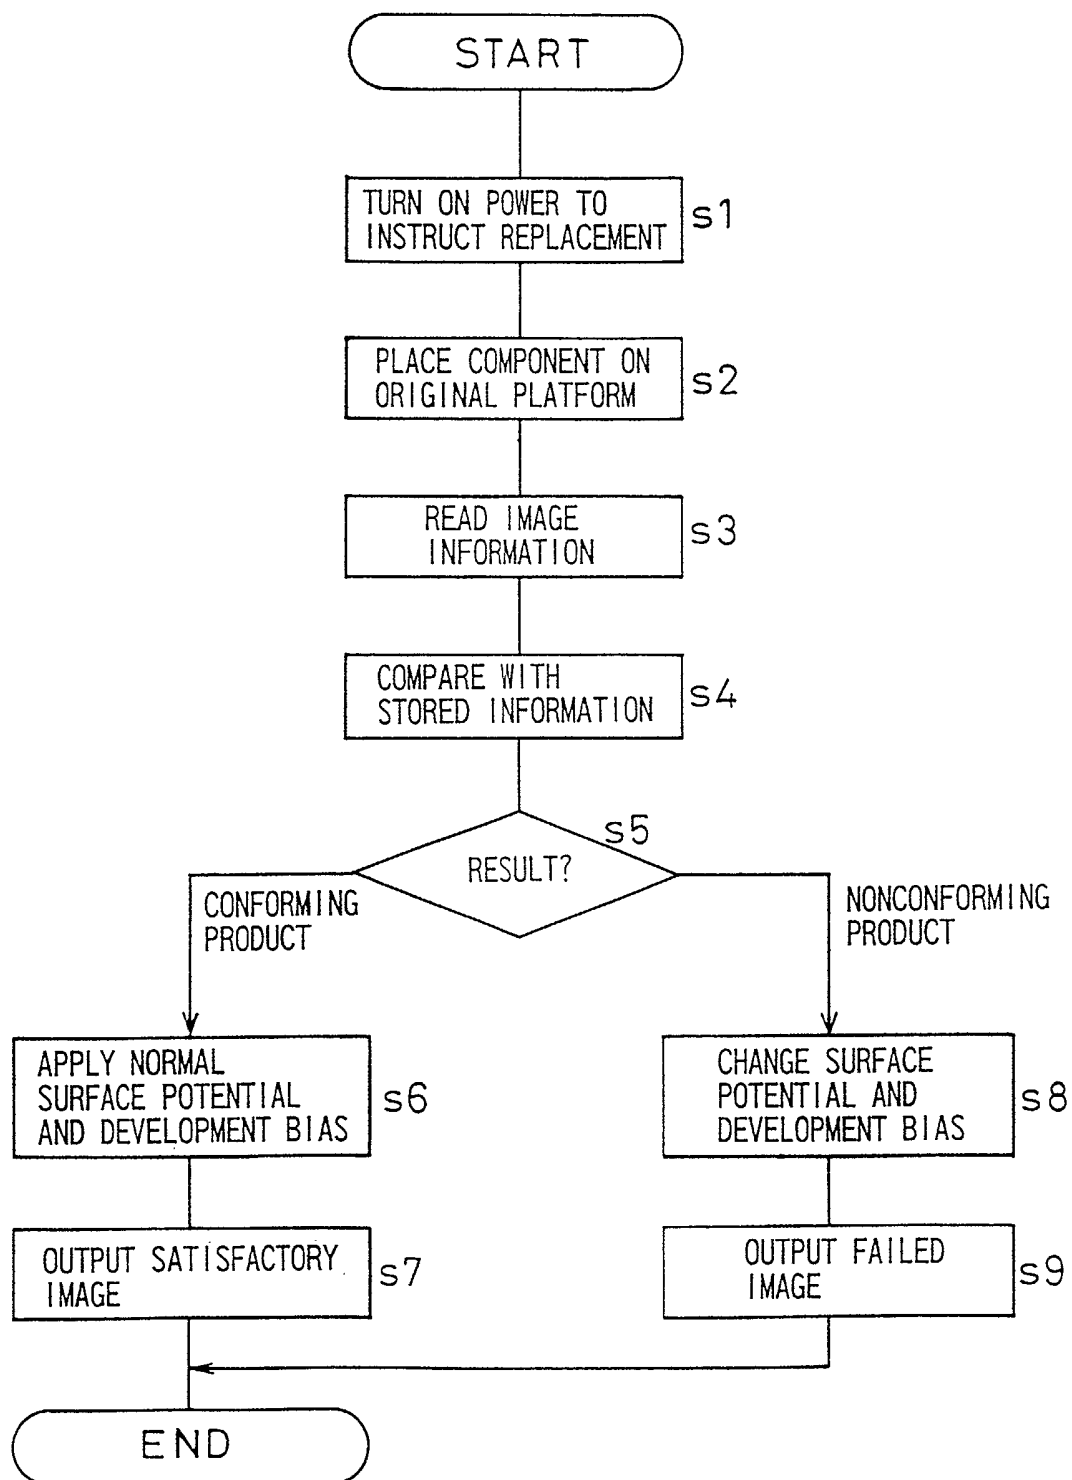 START
TURN ON POWER TO
INSTRUCT REPLACEMENT
s1
PLACE COMPONENT ON
ORIGINAL PLATFORM
s2
READ IMAGE
INFORMATION
s3
COMPARE WITH
STORED INFORMATION
s4
s5
RESULT?
CONFORMING
PRODUCT
NONCONFORMING
PRODUCT
APPLY NORMAL
SURFACE POTENTIAL
AND DEVELOPMENT BIAS
s6
CHANGE SURFACE
POTENTIAL AND
DEVELOPMENT BIAS
s8
OUTPUT SATISFACTORY
IMAGE
s7
OUTPUT FAILED
IMAGE
s9
END